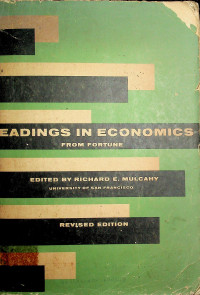 EADINGS IN ECONOMICS
FROM FORTUNE
EDITED BY RICHARD E. MULCAHY
UNIVERSITY OF SAN FRANCISCO
REVISED EDITION